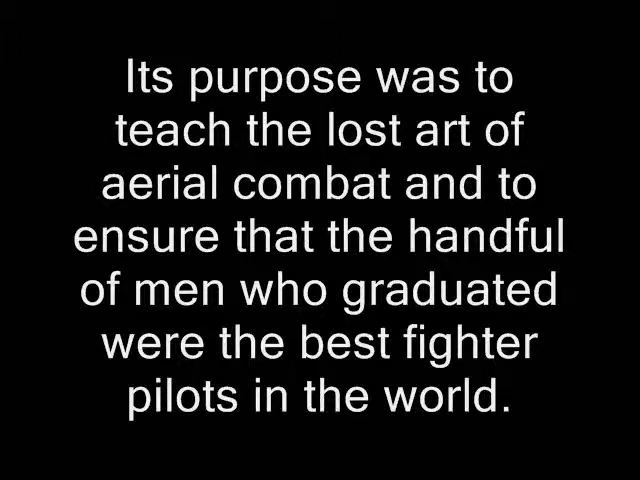 Its purpose was to
teach the lost art of
aerial combat and to
ensure that the handful
of men who graduated
were the best fighter
pilots in the world.